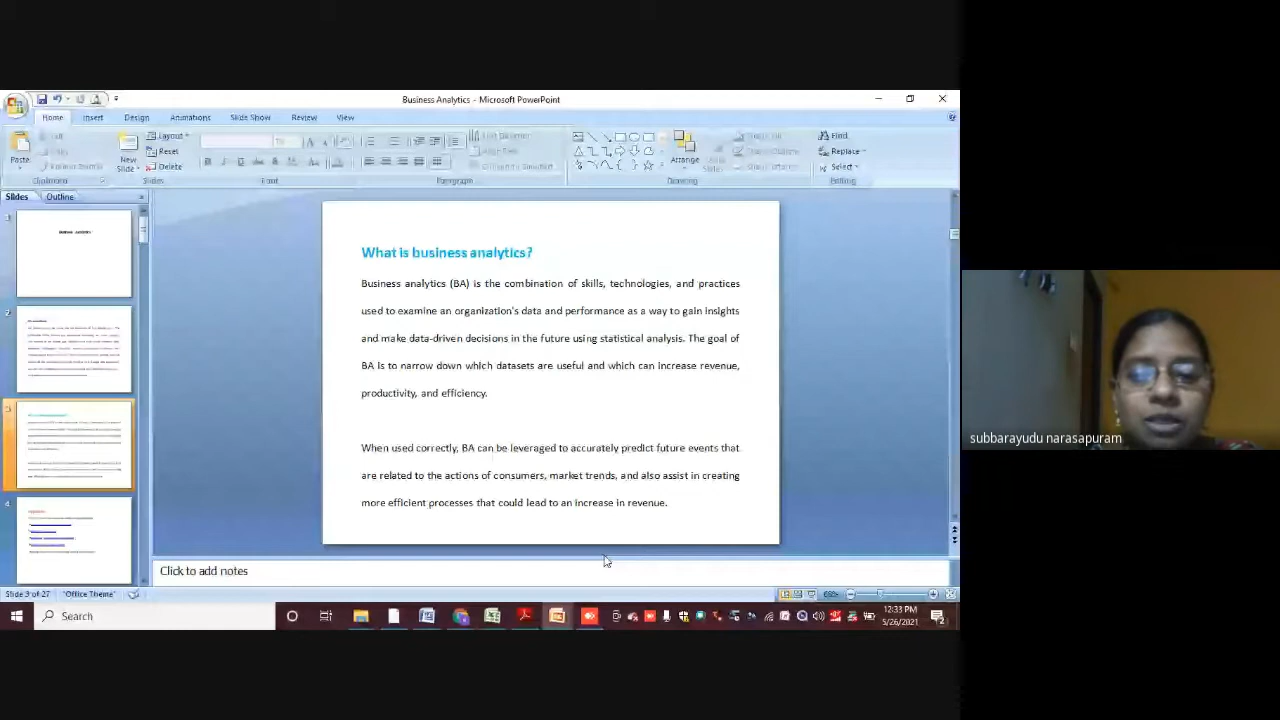 Business Analytics - Microsoft PowerPoint
Home Insert Design Animations Slide Show Review View
Paste
New Slide
Layout
Reset
Delete
Arrange
Find
Replace
Select
Clipboard Slides Font Paragraph Drawing Editing
Slides Outline
2
3
4
What is business analytics?
Business analytics (BA) is the combination of skills, technologies, and practices
used to examine an organization's data and performance as a way to gain insights
and make data-driven decisions in the future using statistical analysis. The goal of
BA is to narrow down which datasets are useful and which can increase revenue,
productivity, and efficiency.
When used correctly, BA can be leveraged to accurately predict future events that
are related to the actions of consumers, market trends, and also assist in creating
more efficient processes that could lead to an increase in revenue.
Click to add notes
Slide 3 of 27 "Office Theme"
Search
12:33 PM
5/26/2021
subbarayudu narasapuram